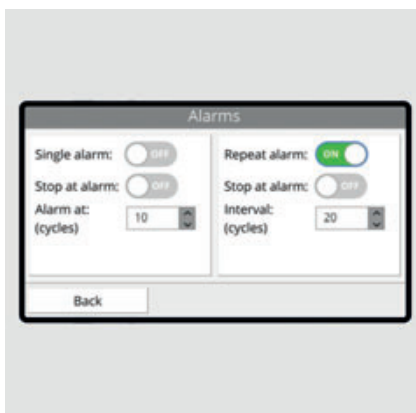 Alarms
Single alarm: OFF
Stop at alarm: OFF
Alarm at: 10
(cycles)
Repeat alarm: ON
Stop at alarm: OFF
Interval: 20
(cycles)
Back